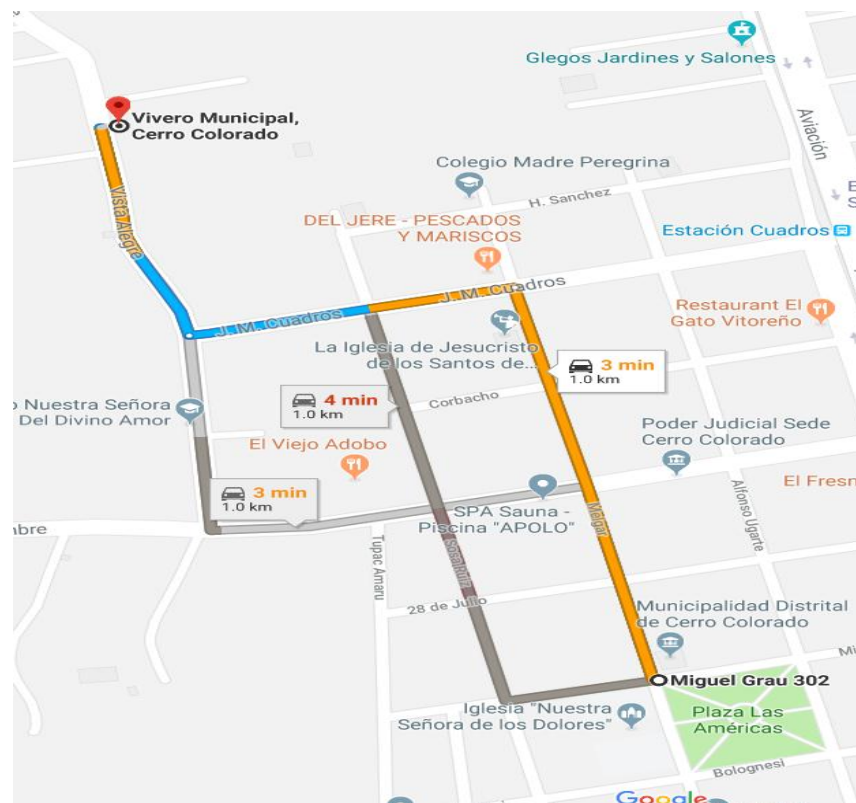 Glegos Jardines y Salones
Vivero Municipal,
Cerro Colorado
Aviación
Colegio Madre Peregrina
H. Sanchez
Vista Alegre
DEL JERE - PESCADOS
Y MARISCOS
Estación Cuadros
J. M. Cuadros
J. M. Cuadros
Restaurant El
Gato Vitoreño
La Iglesia de Jesucristo
de los Santos de...
3 min
1.0 km
4 min
1.0 km
Corbacho
o Nuestra Señora
Del Divino Amor
El Viejo Adobo
Poder Judicial Sede
Cerro Colorado
3 min
1.0 km
El Fresn
SPA Sauna -
Piscina "APOLO"
Melgar
Alfonso Ugarte
mbre
Tupac Amaru
Sosa Ruiz
28 de Julio
Municipalidad Distrital
de Cerro Colorado
Mi
Miguel Grau 302
Iglesia "Nuestra
Señora de los Dolores"
Plaza Las
Américas
Bolognesi
Google